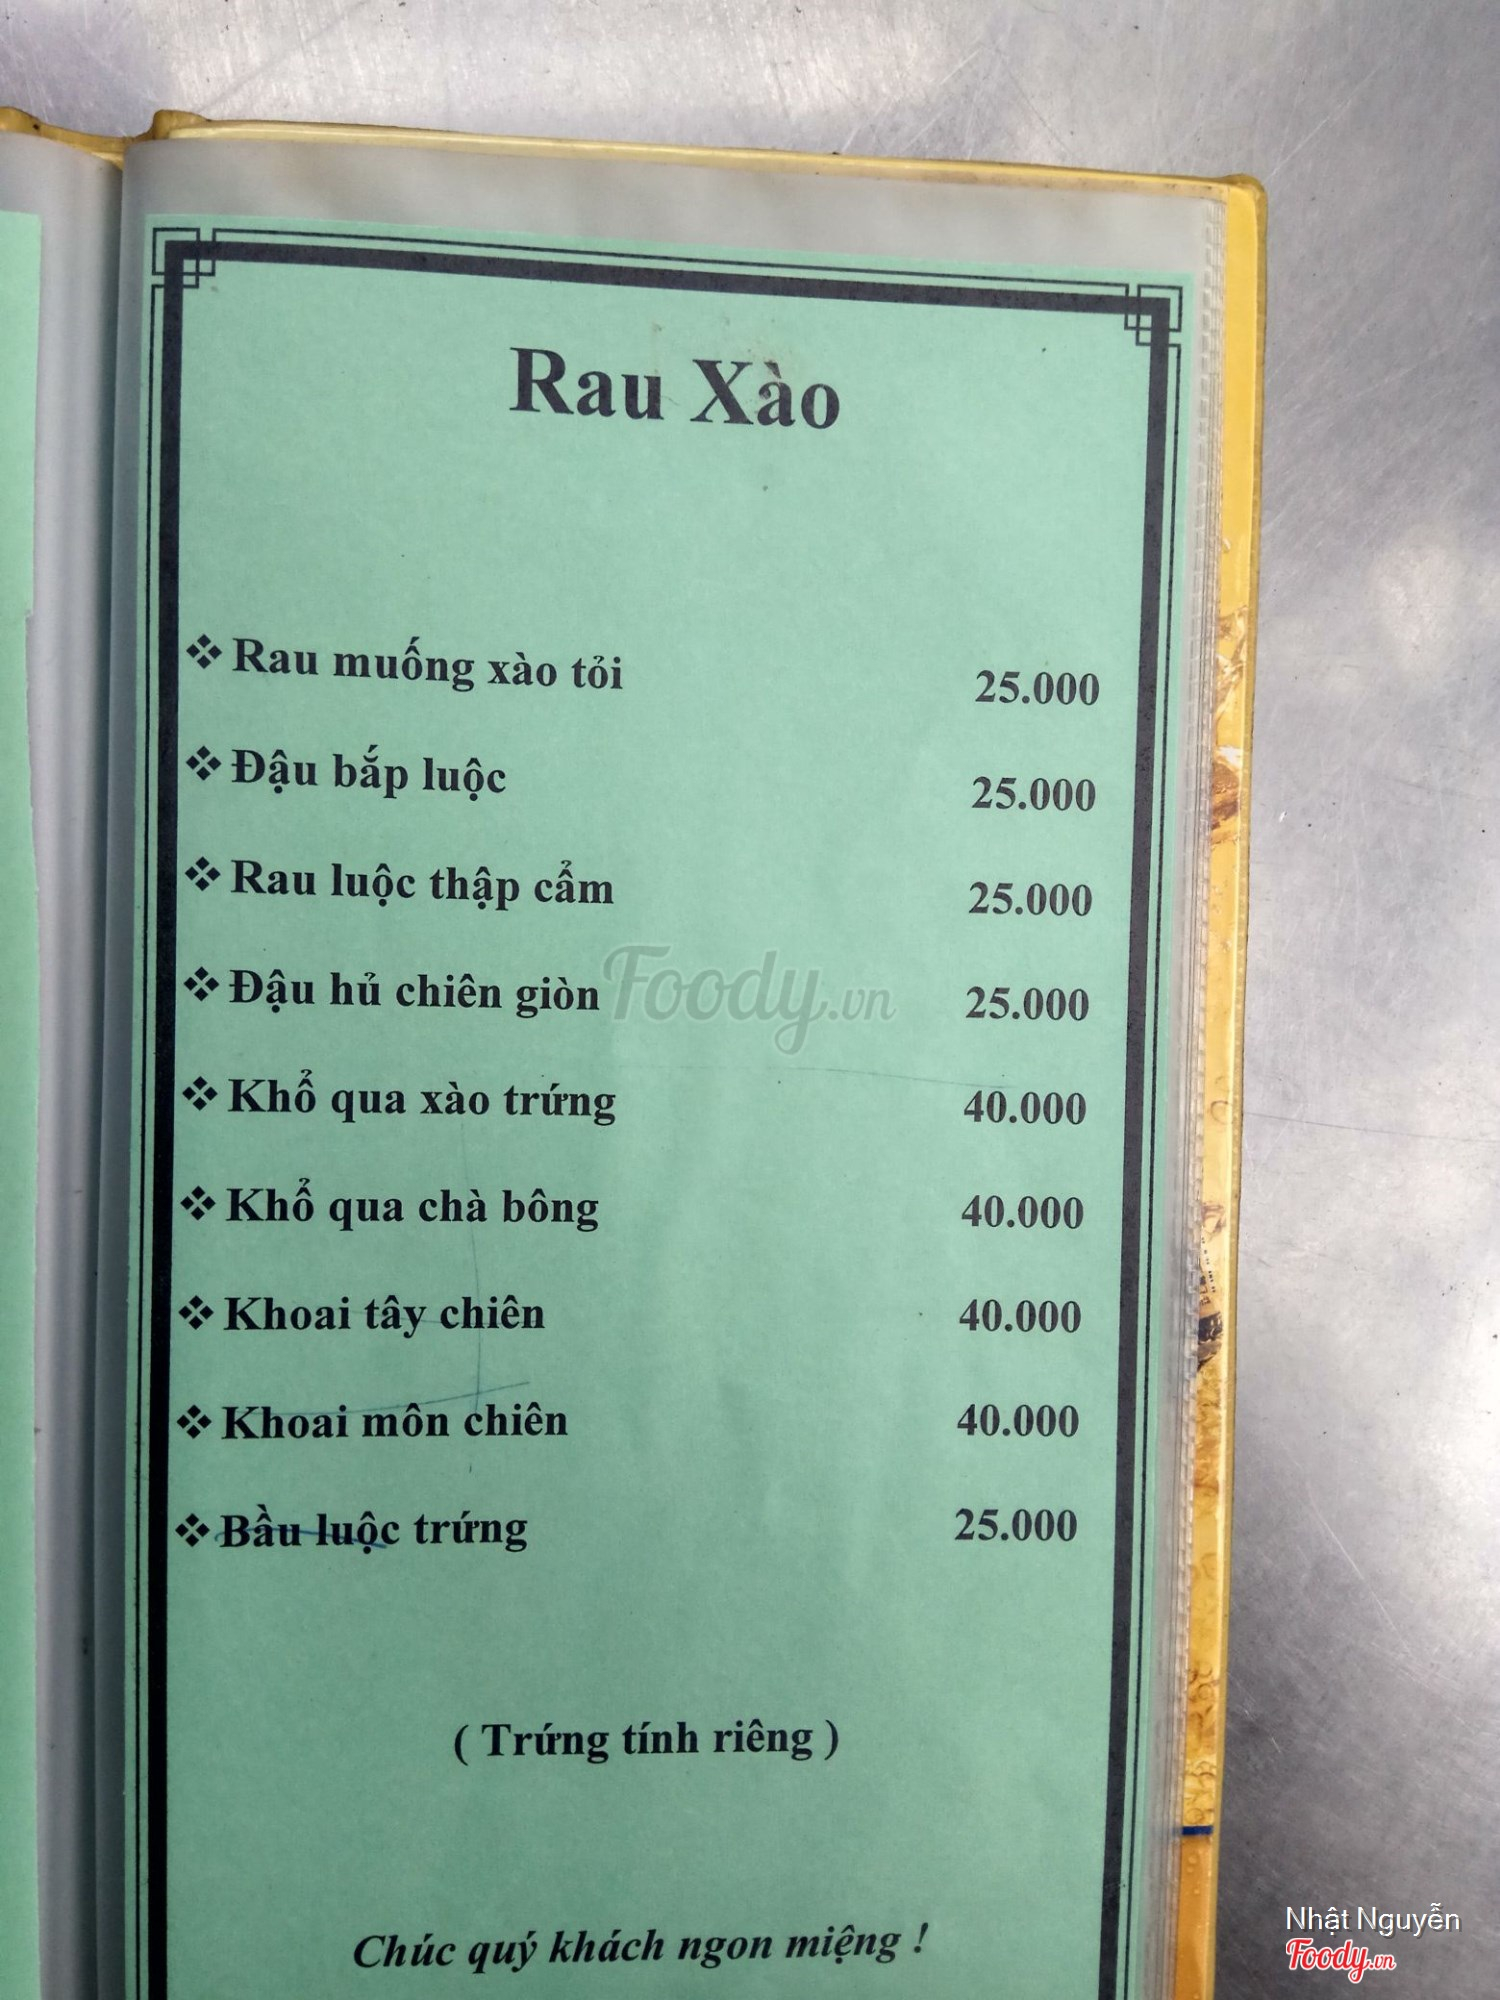 Rau Xào
❖ Rau muống xào tỏi 25.000
❖ Đậu bắp luộc 25.000
❖ Rau luộc thập cẩm 25.000
❖ Đậu hủ chiên giòn 25.000
Foody.vn
❖ Khổ qua xào trứng 40.000
❖ Khổ qua chà bông 40.000
❖ Khoai tây chiên 40.000
❖ Khoai môn chiên 40.000
❖ Bầu luộc trứng 25.000
( Trứng tính riêng )
Chúc quý khách ngon miệng !
Nhật Nguyễn
Foody.vn